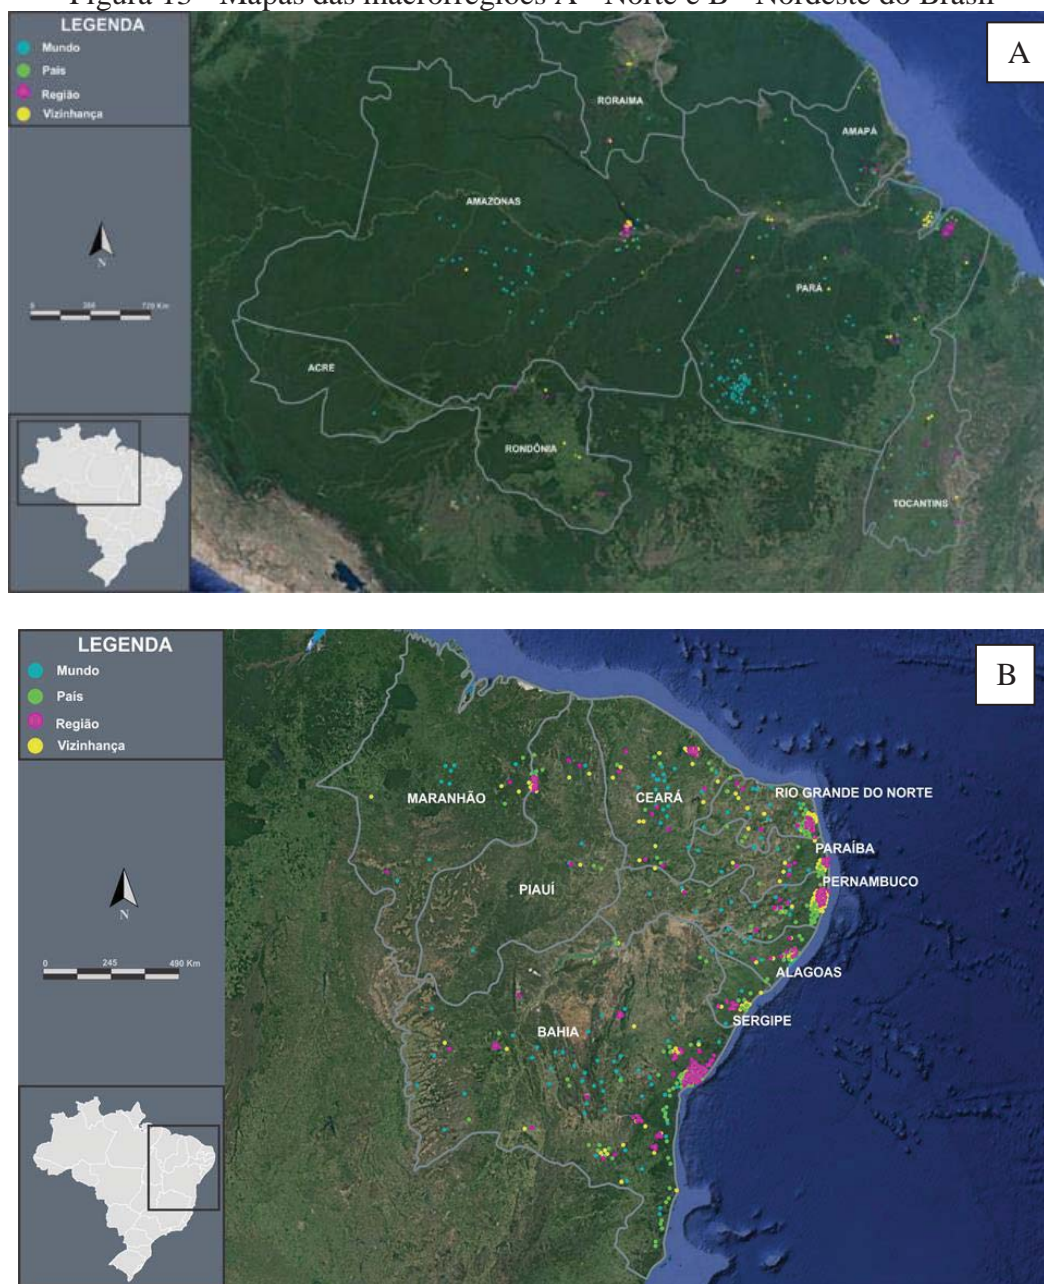 Figura 13 - Mapas das macrorregiões A - Norte e B - Nordeste do Brasil
LEGENDA
Mundo
País
Região
Vizinhança
A
RORAIMA
AMAPÁ
AMAZONAS
PARÁ
ACRE
RONDÔNIA
TOCANTINS
N
720 Km
LEGENDA
Mundo
País
Região
Vizinhança
B
MARANHÃO
CEARÁ
RIO GRANDE DO NORTE
PARAÍBA
PERNAMBUCO
PIAUÍ
ALAGOAS
SERGIPE
BAHIA
N
0 245 490 Km